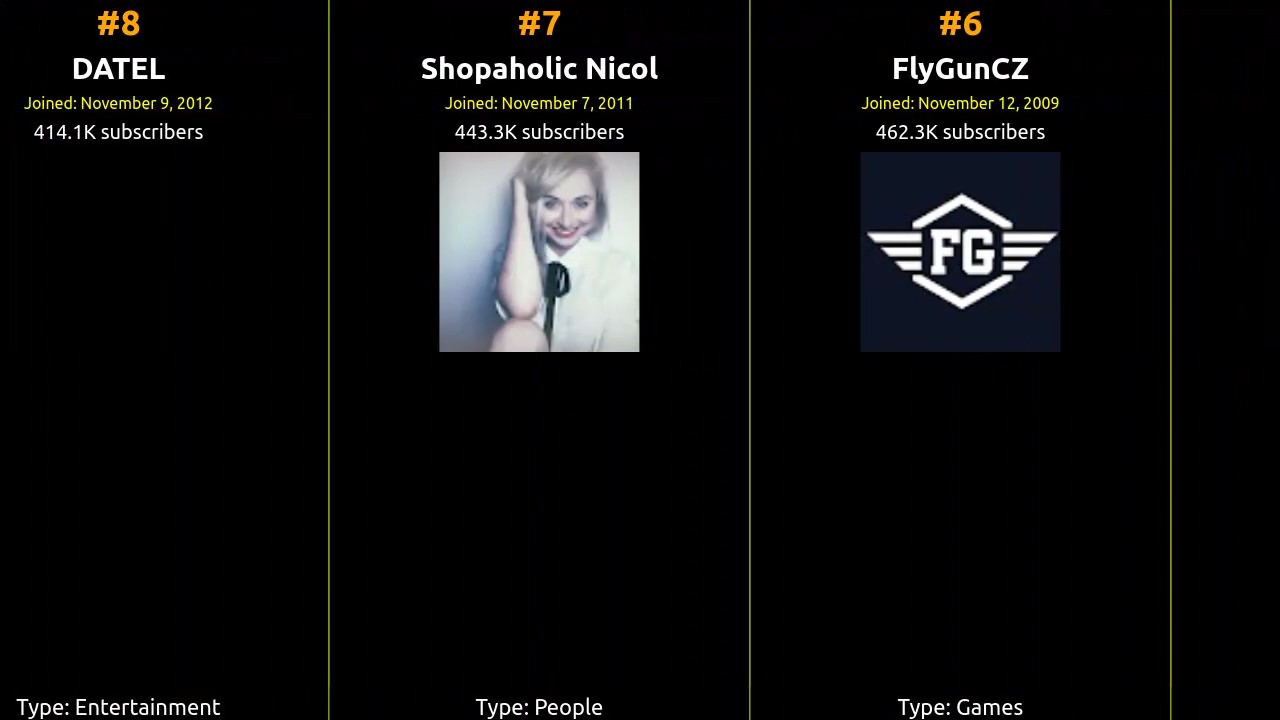 #8
DATEL
Joined: November 9, 2012
414.1K subscribers
Type: Entertainment
#7
Shopaholic Nicol
Joined: November 7, 2011
443.3K subscribers
Type: People
#6
FlyGunCZ
Joined: November 12, 2009
462.3K subscribers
FG
Type: Games